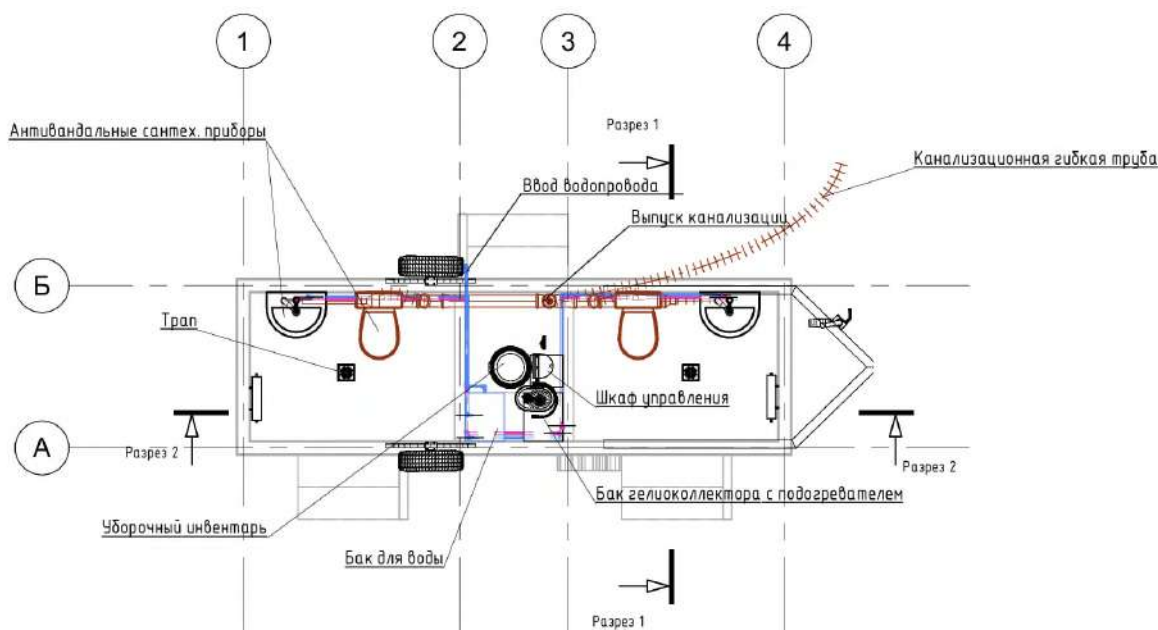 1
2
3
4
Разрез 1
Антивандальные сантех. приборы
Канализационная гибкая труба
Ввод водопровода
Выпуск канализации
Б
Трап
Шкаф управления
А
Разрез 2
Разрез 2
Бак гелиоколлектора с подогревателем
Уборочный инвентарь
Бак для воды
Разрез 1